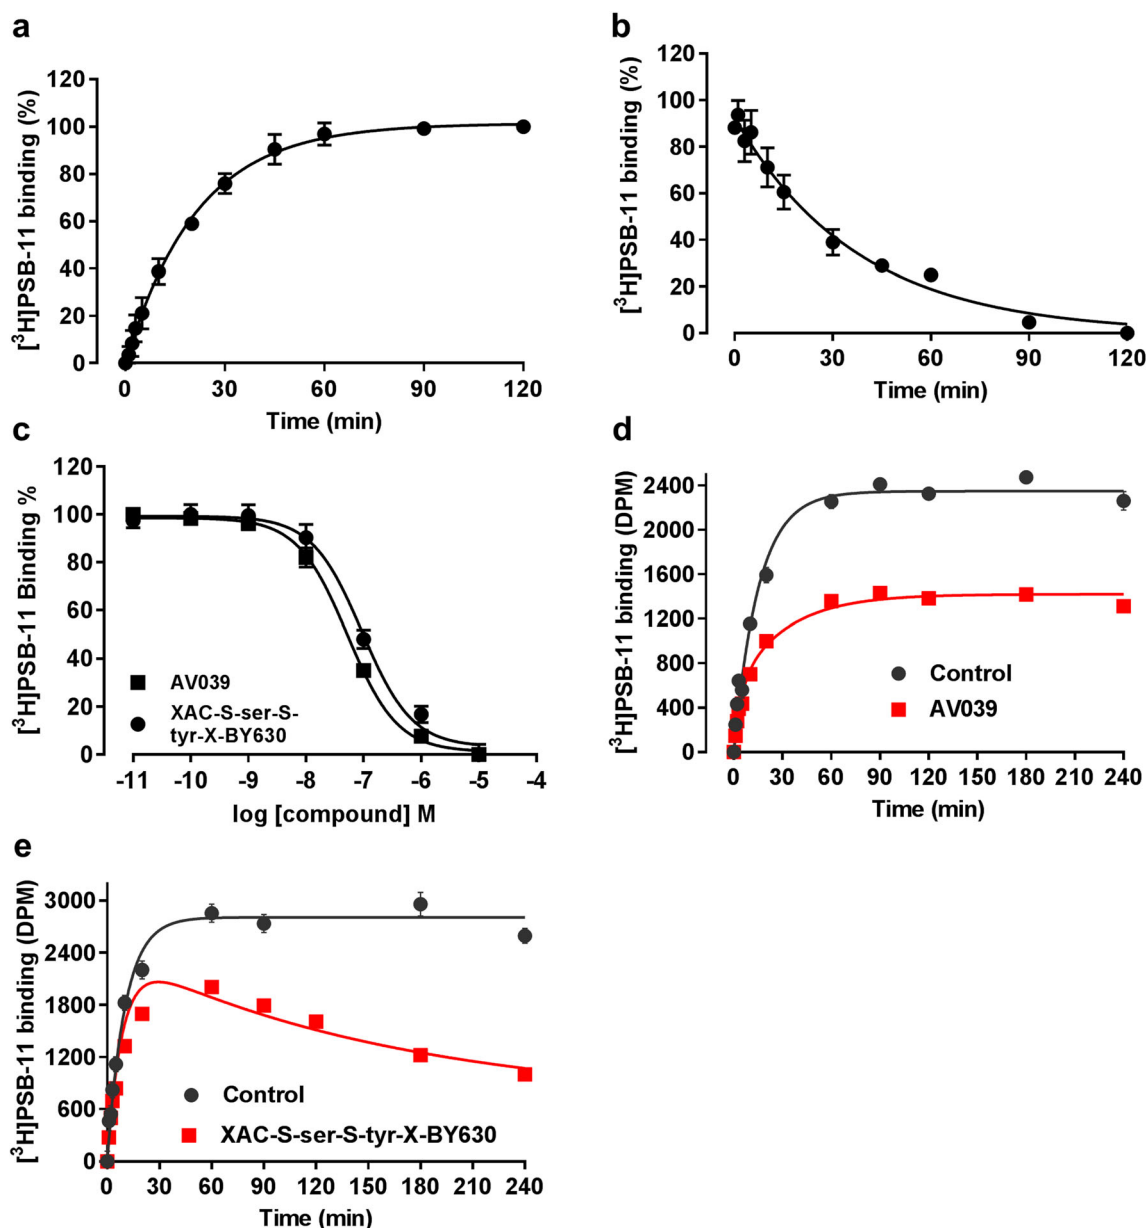 a
[³H]PSB-11 binding (%)
120
100
80
60
40
20
0
0 30 60 90 120
Time (min)
b
[³H]PSB-11 binding (%)
120
100
80
60
40
20
0
0 30 60 90 120
Time (min)
c
[³H]PSB-11 Binding %
120
100
80
60
40
20
0
AV039
XAC-S-ser-S-
tyr-X-BY630
-11 -10 -9 -8 -7 -6 -5 -4
log [compound] M
d
[³H]PSB-11 binding (DPM)
2400
2000
1600
1200
800
400
0
Control
AV039
0 30 60 90 120 150 180 210 240
Time (min)
e
[³H]PSB-11 binding (DPM)
3000
2400
1800
1200
600
0
Control
XAC-S-ser-S-tyr-X-BY630
0 30 60 90 120 150 180 210 240
Time (min)